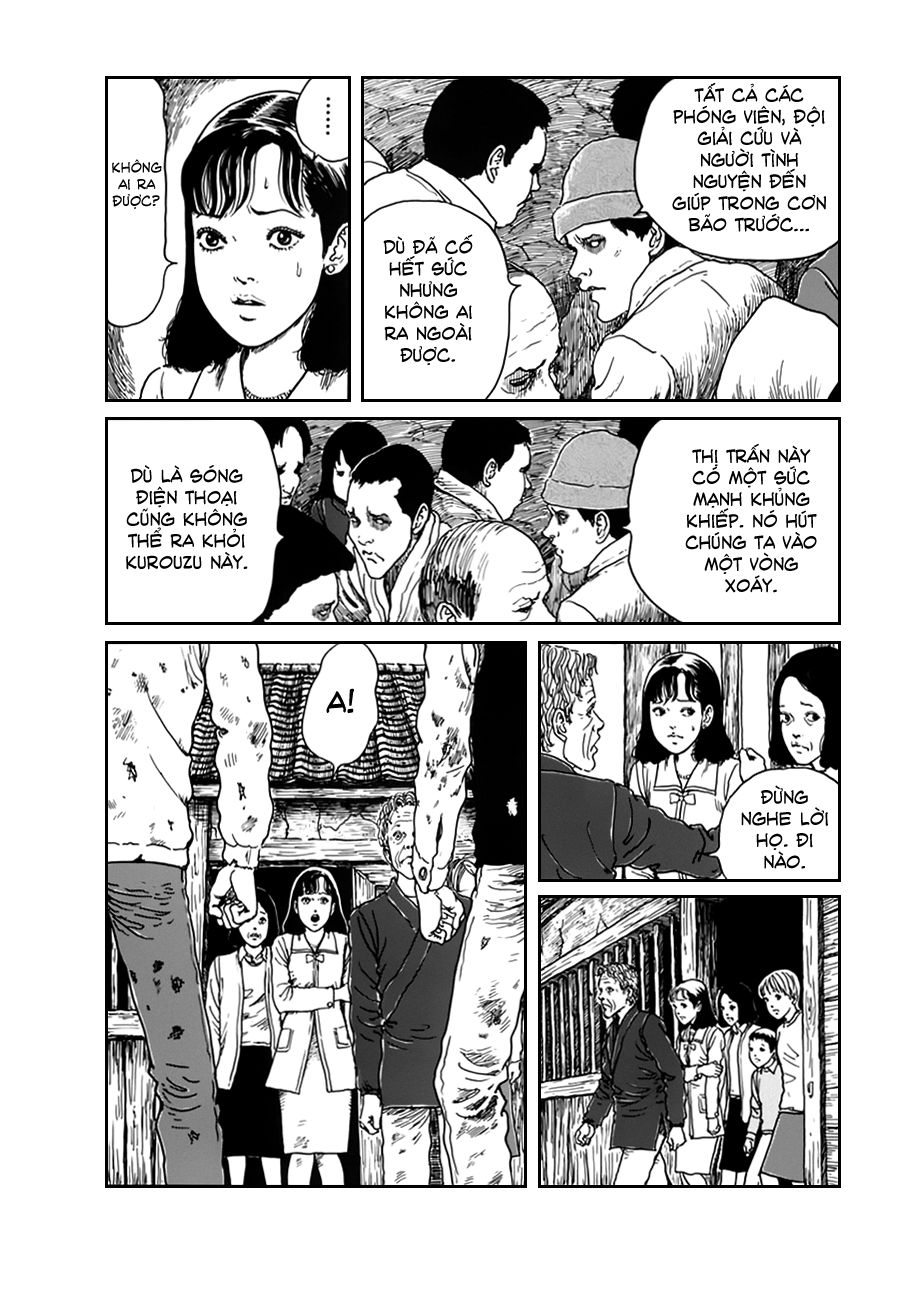 TẤT CẢ CÁC
PHÓNG VIÊN, ĐỘI
GIẢI CỨU VÀ
NGƯỜI TÌNH
NGUYỆN ĐẾN
GIÚP TRONG CƠN
BÃO TRƯỚC...
DÙ ĐÃ CỐ
HẾT SỨC
NHƯNG
KHÔNG AI
RA NGOÀI
ĐƯỢC.
......
KHÔNG
AI RA
ĐƯỢC?
THỊ TRẤN NÀY
CÓ MỘT SỨC
MẠNH KHỦNG
KHIẾP. NÓ HÚT
CHÚNG TA VÀO
MỘT VÒNG
XOÁY.
DÙ LÀ SÓNG
ĐIỆN THOẠI
CŨNG KHÔNG
THỂ RA KHỎI
KUROUZU NÀY.
ĐỪNG
NGHE LỜI
HỌ. ĐI
NÀO.
A!